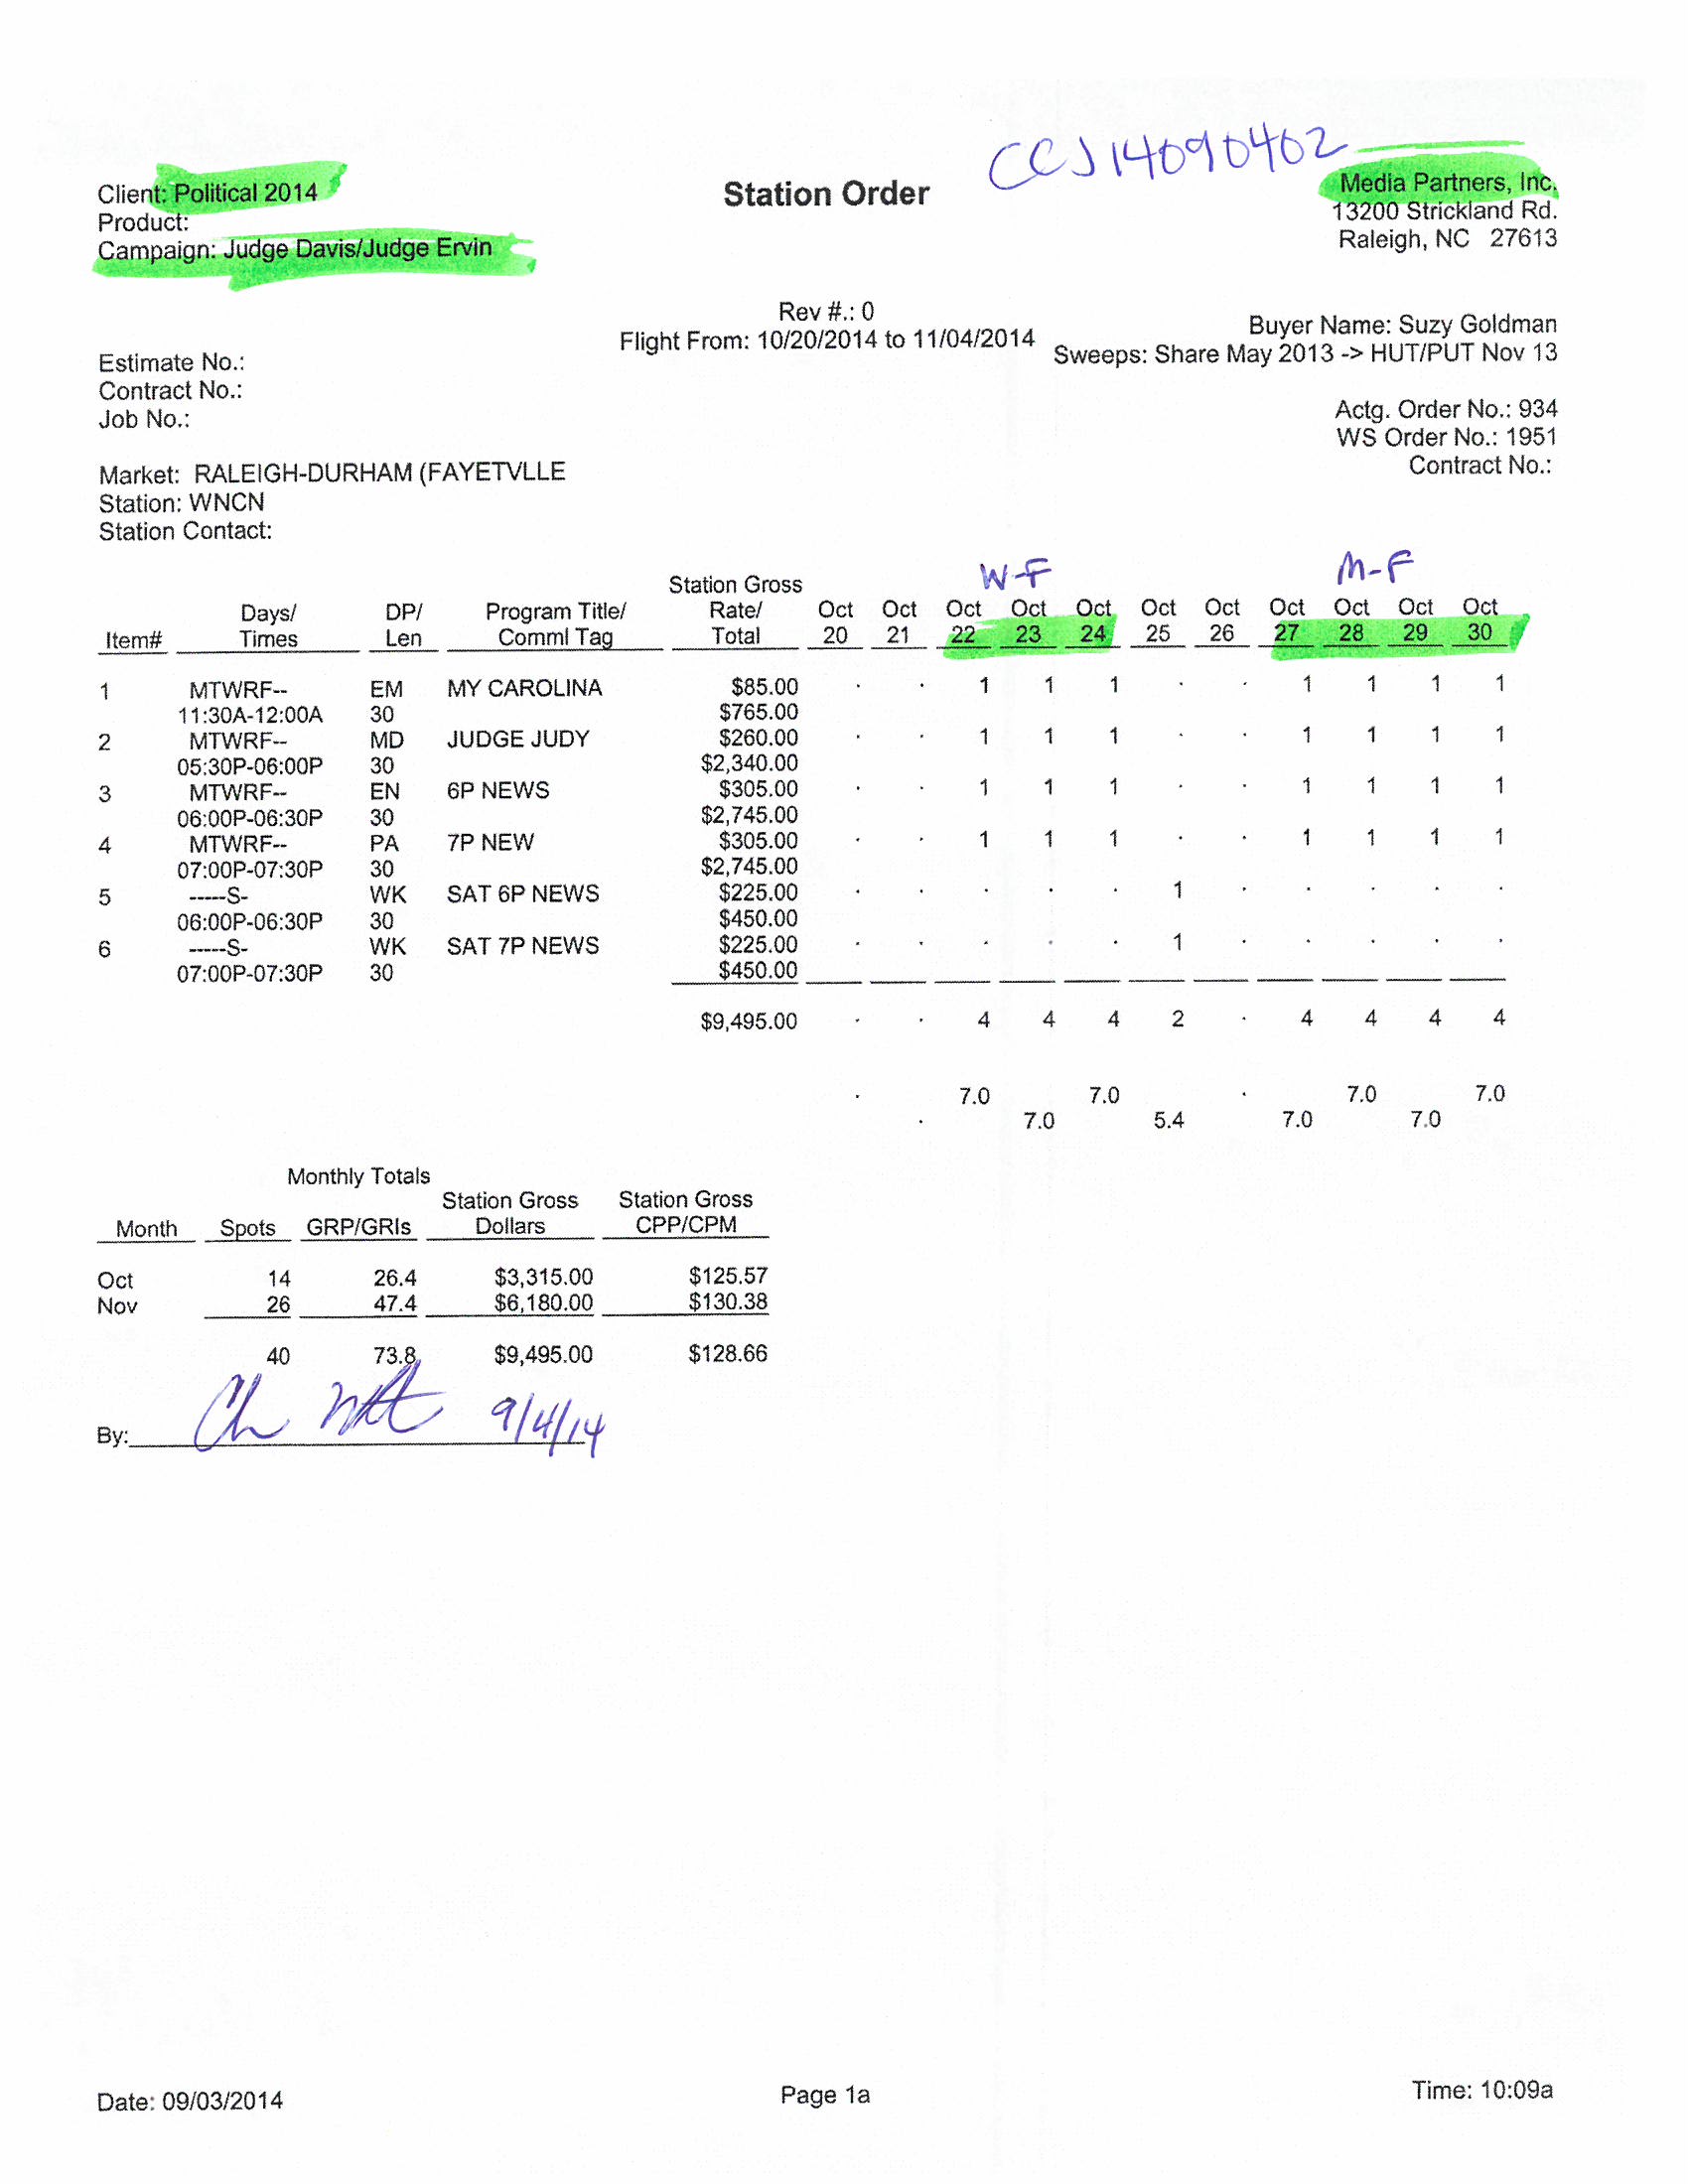 CCJ14090402
Client: Political 2014
Product:
Campaign: Judge Davis/Judge Ervin
Station Order
Media Partners, Inc.
13200 Strickland Rd.
Raleigh, NC 27613
Rev #.: 0
Flight From: 10/20/2014 to 11/04/2014
Buyer Name: Suzy Goldman
Sweeps: Share May 2013 -> HUT/PUT Nov 13
Estimate No.:
Contract No.:
Job No.:
Actg. Order No.: 934
WS Order No.: 1951
Contract No.:
Market: RALEIGH-DURHAM (FAYETVLLE
Station: WNCN
Station Contact:
W-F M-F
Station Gross
Days/ DP/ Program Title/ Rate/ Oct Oct Oct Oct Oct Oct Oct Oct Oct Oct Oct
Item# Times Len Comml Tag Total 20 21 22 23 24 25 26 27 28 29 30
1 MTWRF-- EM MY CAROLINA $85.00 . . 1 1 1 . . 1 1 1 1
11:30A-12:00A 30 $765.00
2 MTWRF-- MD JUDGE JUDY $260.00 . . 1 1 1 . . 1 1 1 1
05:30P-06:00P 30 $2,340.00
3 MTWRF-- EN 6P NEWS $305.00 . . 1 1 1 . . 1 1 1 1
06:00P-06:30P 30 $2,745.00
4 MTWRF-- PA 7P NEW $305.00 . . 1 1 1 . . 1 1 1 1
07:00P-07:30P 30 $2,745.00
5 -----S- WK SAT 6P NEWS $225.00 . . . . . 1 . . . . .
06:00P-06:30P 30 $450.00
6 -----S- WK SAT 7P NEWS $225.00 . . . . . 1 . . . . .
07:00P-07:30P 30 $450.00
$9,495.00 . . 4 4 4 2 . 4 4 4 4
. 7.0 7.0 . 7.0 7.0
. 7.0 5.4 7.0 7.0
Monthly Totals
Station Gross Station Gross
Month Spots GRP/GRIs Dollars CPP/CPM
Oct 14 26.4 $3,315.00 $125.57
Nov 26 47.4 $6,180.00 $130.38
40 73.8 $9,495.00 $128.66
By: 9/4/14
Date: 09/03/2014
Page 1a
Time: 10:09a